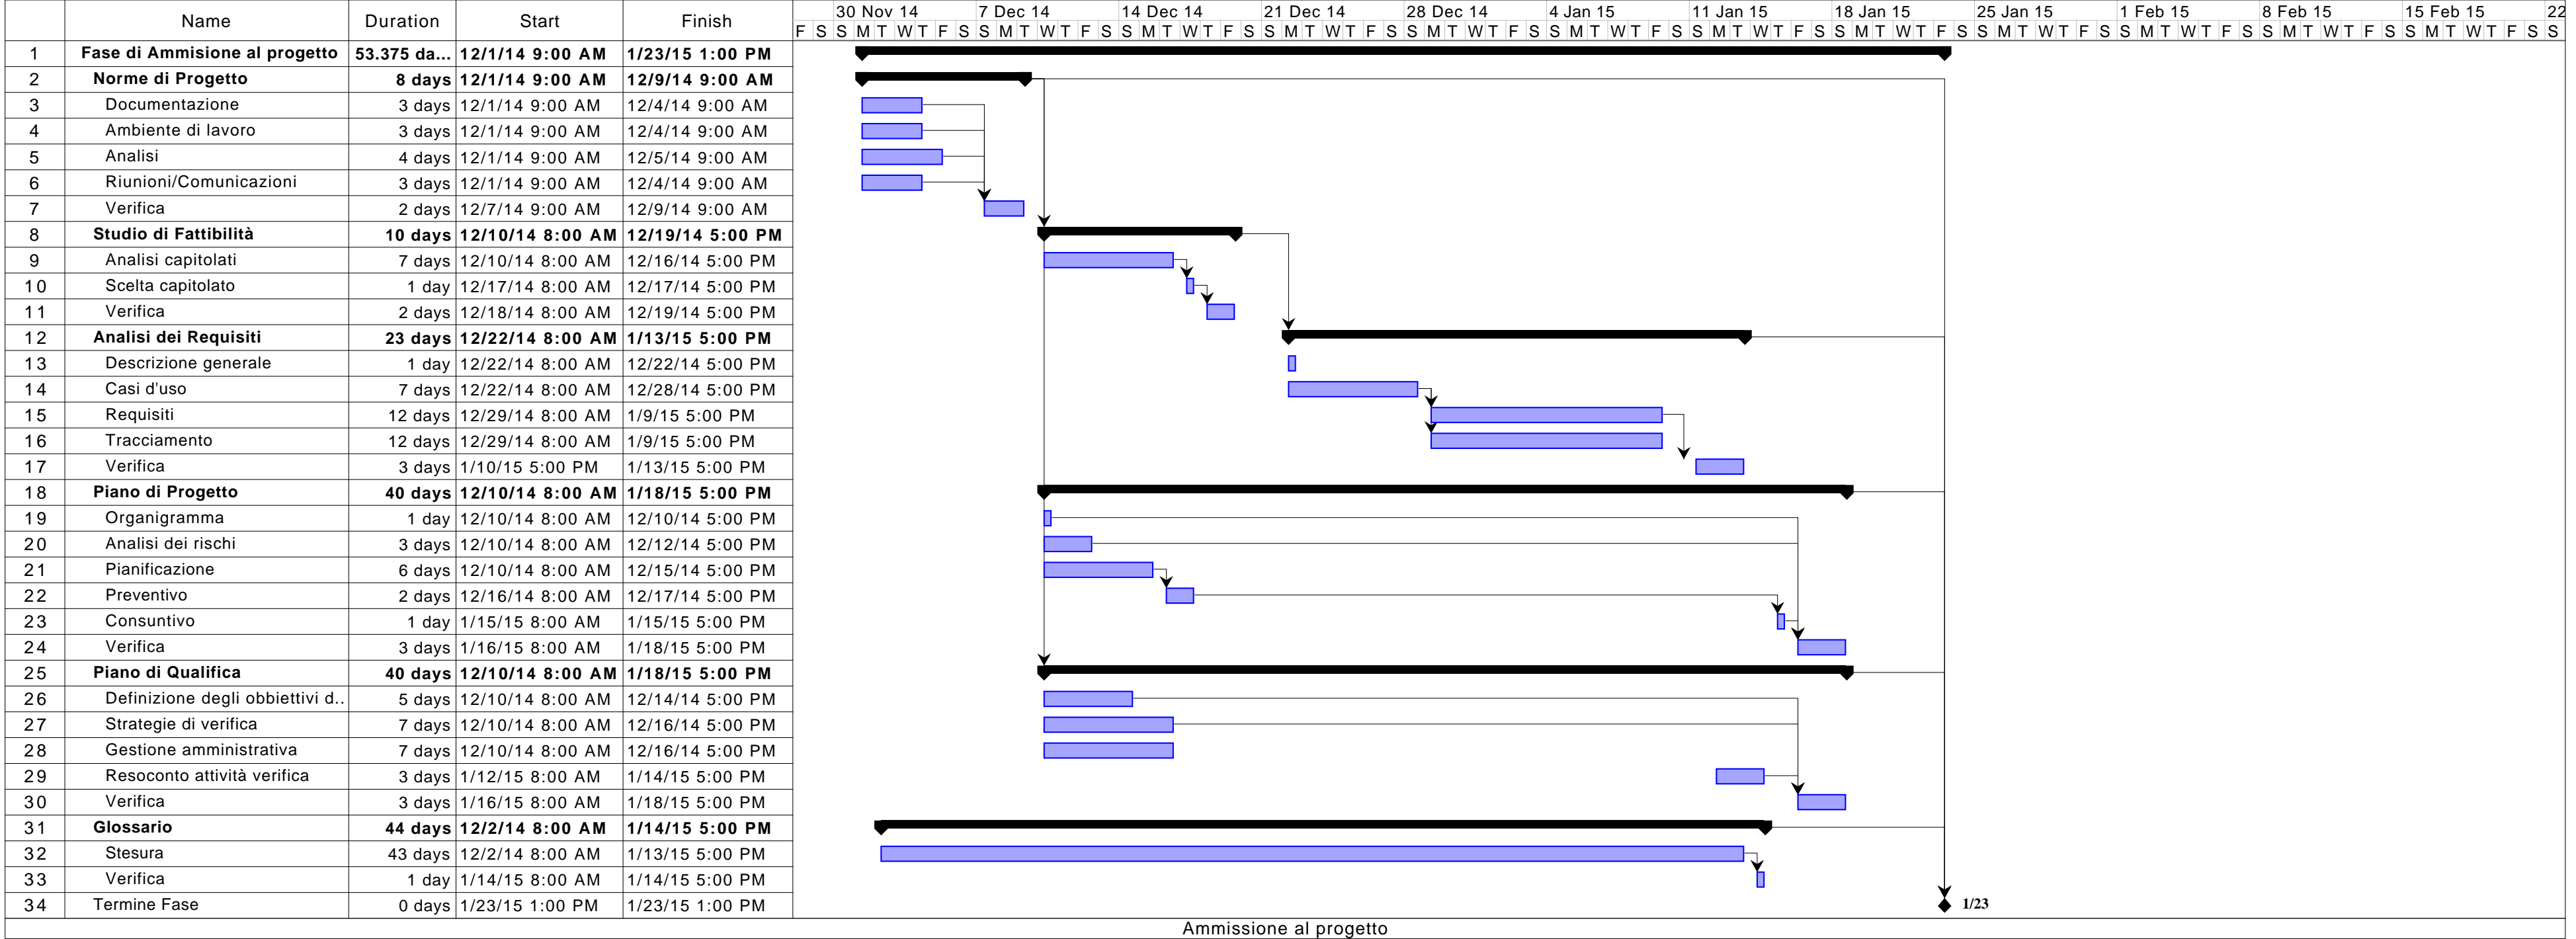 Name Duration Start Finish 30 Nov 14 7 Dec 14 14 Dec 14 21 Dec 14 28 Dec 14 4 Jan 15 11 Jan 15 18 Jan 15 25 Jan 15 1 Feb 15 8 Feb 15 15 Feb 15 22
F S S M T W T F S S M T W T F S S M T W T F S S M T W T F S S M T W T F S S M T W T F S S M T W T F S S M T W T F S S M T W T F S S M T W T F S S M T W T F S S M T W T F S S
1 Fase di Ammisione al progetto 53.375 da... 12/1/14 9:00 AM 1/23/15 1:00 PM
2 Norme di Progetto 8 days 12/1/14 9:00 AM 12/9/14 9:00 AM
3 Documentazione 3 days 12/1/14 9:00 AM 12/4/14 9:00 AM
4 Ambiente di lavoro 3 days 12/1/14 9:00 AM 12/4/14 9:00 AM
5 Analisi 4 days 12/1/14 9:00 AM 12/5/14 9:00 AM
6 Riunioni/Comunicazioni 3 days 12/1/14 9:00 AM 12/4/14 9:00 AM
7 Verifica 2 days 12/7/14 9:00 AM 12/9/14 9:00 AM
8 Studio di Fattibilità 10 days 12/10/14 8:00 AM 12/19/14 5:00 PM
9 Analisi capitolati 7 days 12/10/14 8:00 AM 12/16/14 5:00 PM
10 Scelta capitolato 1 day 12/17/14 8:00 AM 12/17/14 5:00 PM
11 Verifica 2 days 12/18/14 8:00 AM 12/19/14 5:00 PM
12 Analisi dei Requisiti 23 days 12/22/14 8:00 AM 1/13/15 5:00 PM
13 Descrizione generale 1 day 12/22/14 8:00 AM 12/22/14 5:00 PM
14 Casi d'uso 7 days 12/22/14 8:00 AM 12/28/14 5:00 PM
15 Requisiti 12 days 12/29/14 8:00 AM 1/9/15 5:00 PM
16 Tracciamento 12 days 12/29/14 8:00 AM 1/9/15 5:00 PM
17 Verifica 3 days 1/10/15 5:00 PM 1/13/15 5:00 PM
18 Piano di Progetto 40 days 12/10/14 8:00 AM 1/18/15 5:00 PM
19 Organigramma 1 day 12/10/14 8:00 AM 12/10/14 5:00 PM
20 Analisi dei rischi 3 days 12/10/14 8:00 AM 12/12/14 5:00 PM
21 Pianificazione 6 days 12/10/14 8:00 AM 12/15/14 5:00 PM
22 Preventivo 2 days 12/16/14 8:00 AM 12/17/14 5:00 PM
23 Consuntivo 1 day 1/15/15 8:00 AM 1/15/15 5:00 PM
24 Verifica 3 days 1/16/15 8:00 AM 1/18/15 5:00 PM
25 Piano di Qualifica 40 days 12/10/14 8:00 AM 1/18/15 5:00 PM
26 Definizione degli obbiettivi d.. 5 days 12/10/14 8:00 AM 12/14/14 5:00 PM
27 Strategie di verifica 7 days 12/10/14 8:00 AM 12/16/14 5:00 PM
28 Gestione amministrativa 7 days 12/10/14 8:00 AM 12/16/14 5:00 PM
29 Resoconto attività verifica 3 days 1/12/15 8:00 AM 1/14/15 5:00 PM
30 Verifica 3 days 1/16/15 8:00 AM 1/18/15 5:00 PM
31 Glossario 44 days 12/2/14 8:00 AM 1/14/15 5:00 PM
32 Stesura 43 days 12/2/14 8:00 AM 1/13/15 5:00 PM
33 Verifica 1 day 1/14/15 8:00 AM 1/14/15 5:00 PM
34 Termine Fase 0 days 1/23/15 1:00 PM 1/23/15 1:00 PM 1/23
Ammissione al progetto